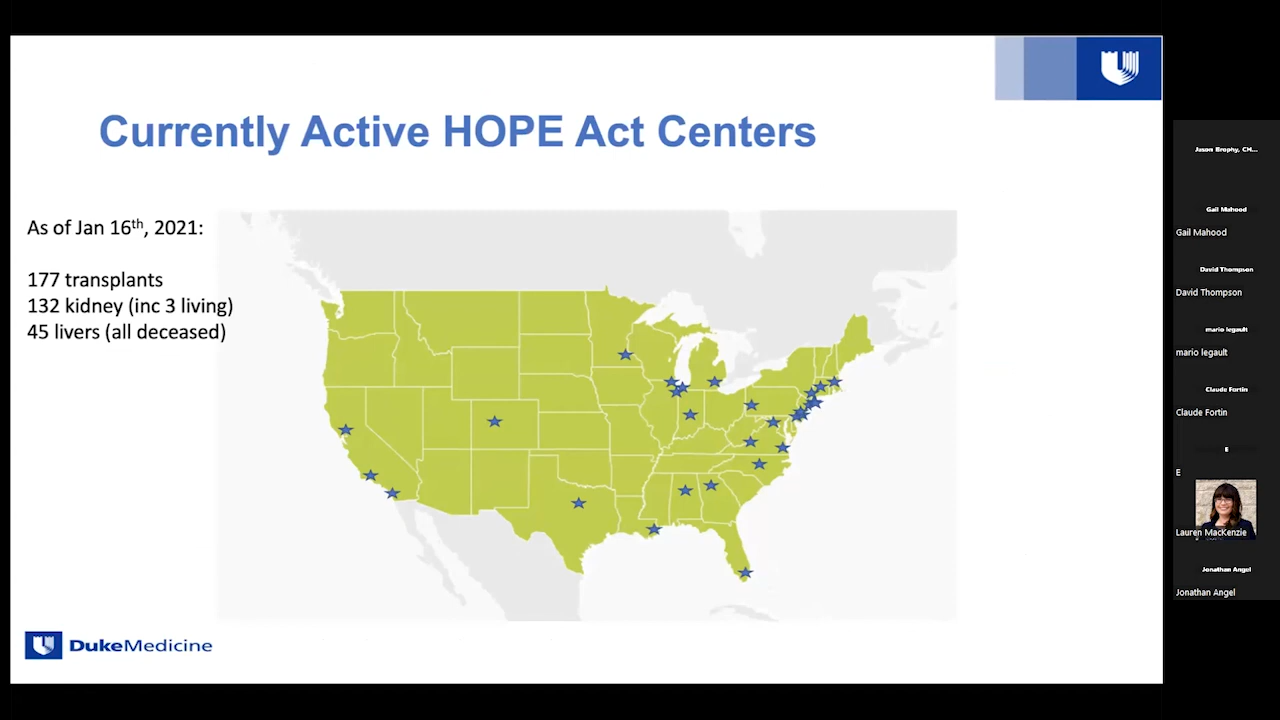 Currently Active HOPE Act Centers
As of Jan 16th, 2021:
177 transplants
132 kidney (inc 3 living)
45 livers (all deceased)
DukeMedicine
Jason Brophy, CH...
Gail Mahood
Gail Mahood
David Thompson
David Thompson
mario legault
mario legault
Claude Fortin
Claude Fortin
E
E
Lauren MacKenzie
Jonathan Angel
Jonathan Angel